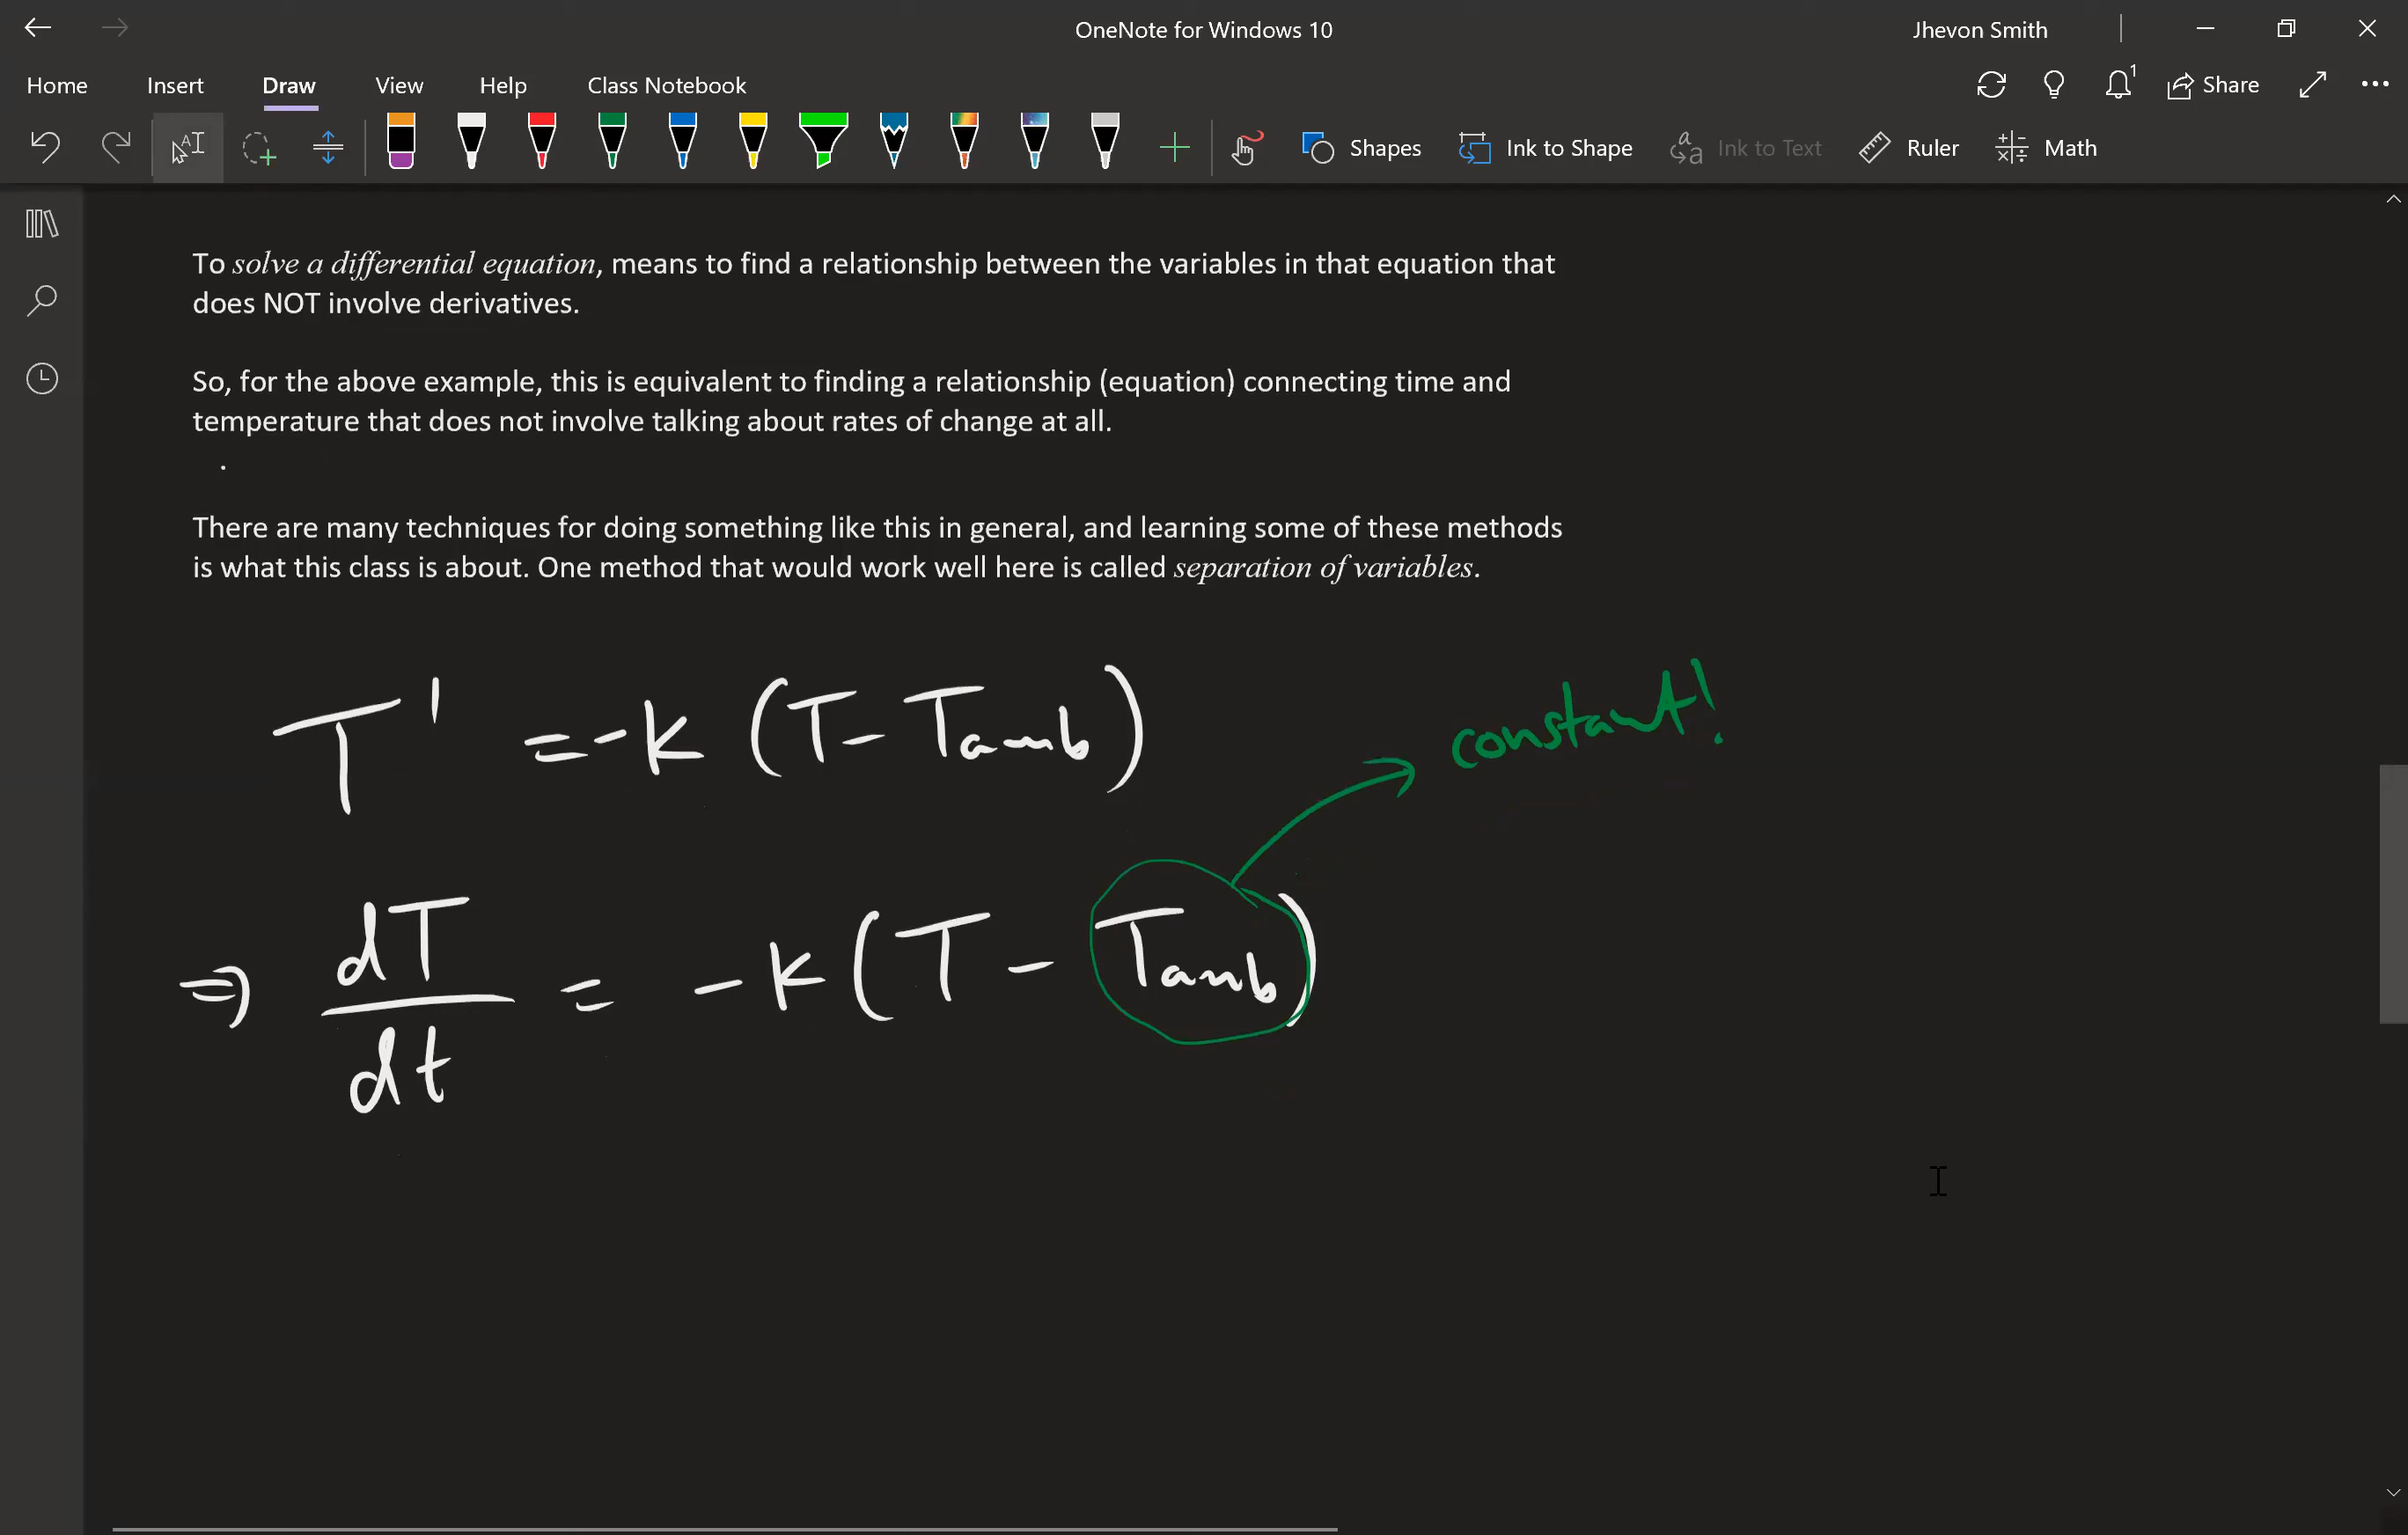 OneNote for Windows 10
Jhevon Smith
Home Insert Draw View Help Class Notebook
1 Share
Shapes Ink to Shape Ink to Text Ruler Math
To solve a differential equation, means to find a relationship between the variables in that equation that
does NOT involve derivatives.
So, for the above example, this is equivalent to finding a relationship (equation) connecting time and
temperature that does not involve talking about rates of change at all.
.
There are many techniques for doing something like this in general, and learning some of these methods
is what this class is about. One method that would work well here is called separation of variables.
T' = -k (T - Tamb)
constant!
⇒ dT/dt = -k (T - Tamb)